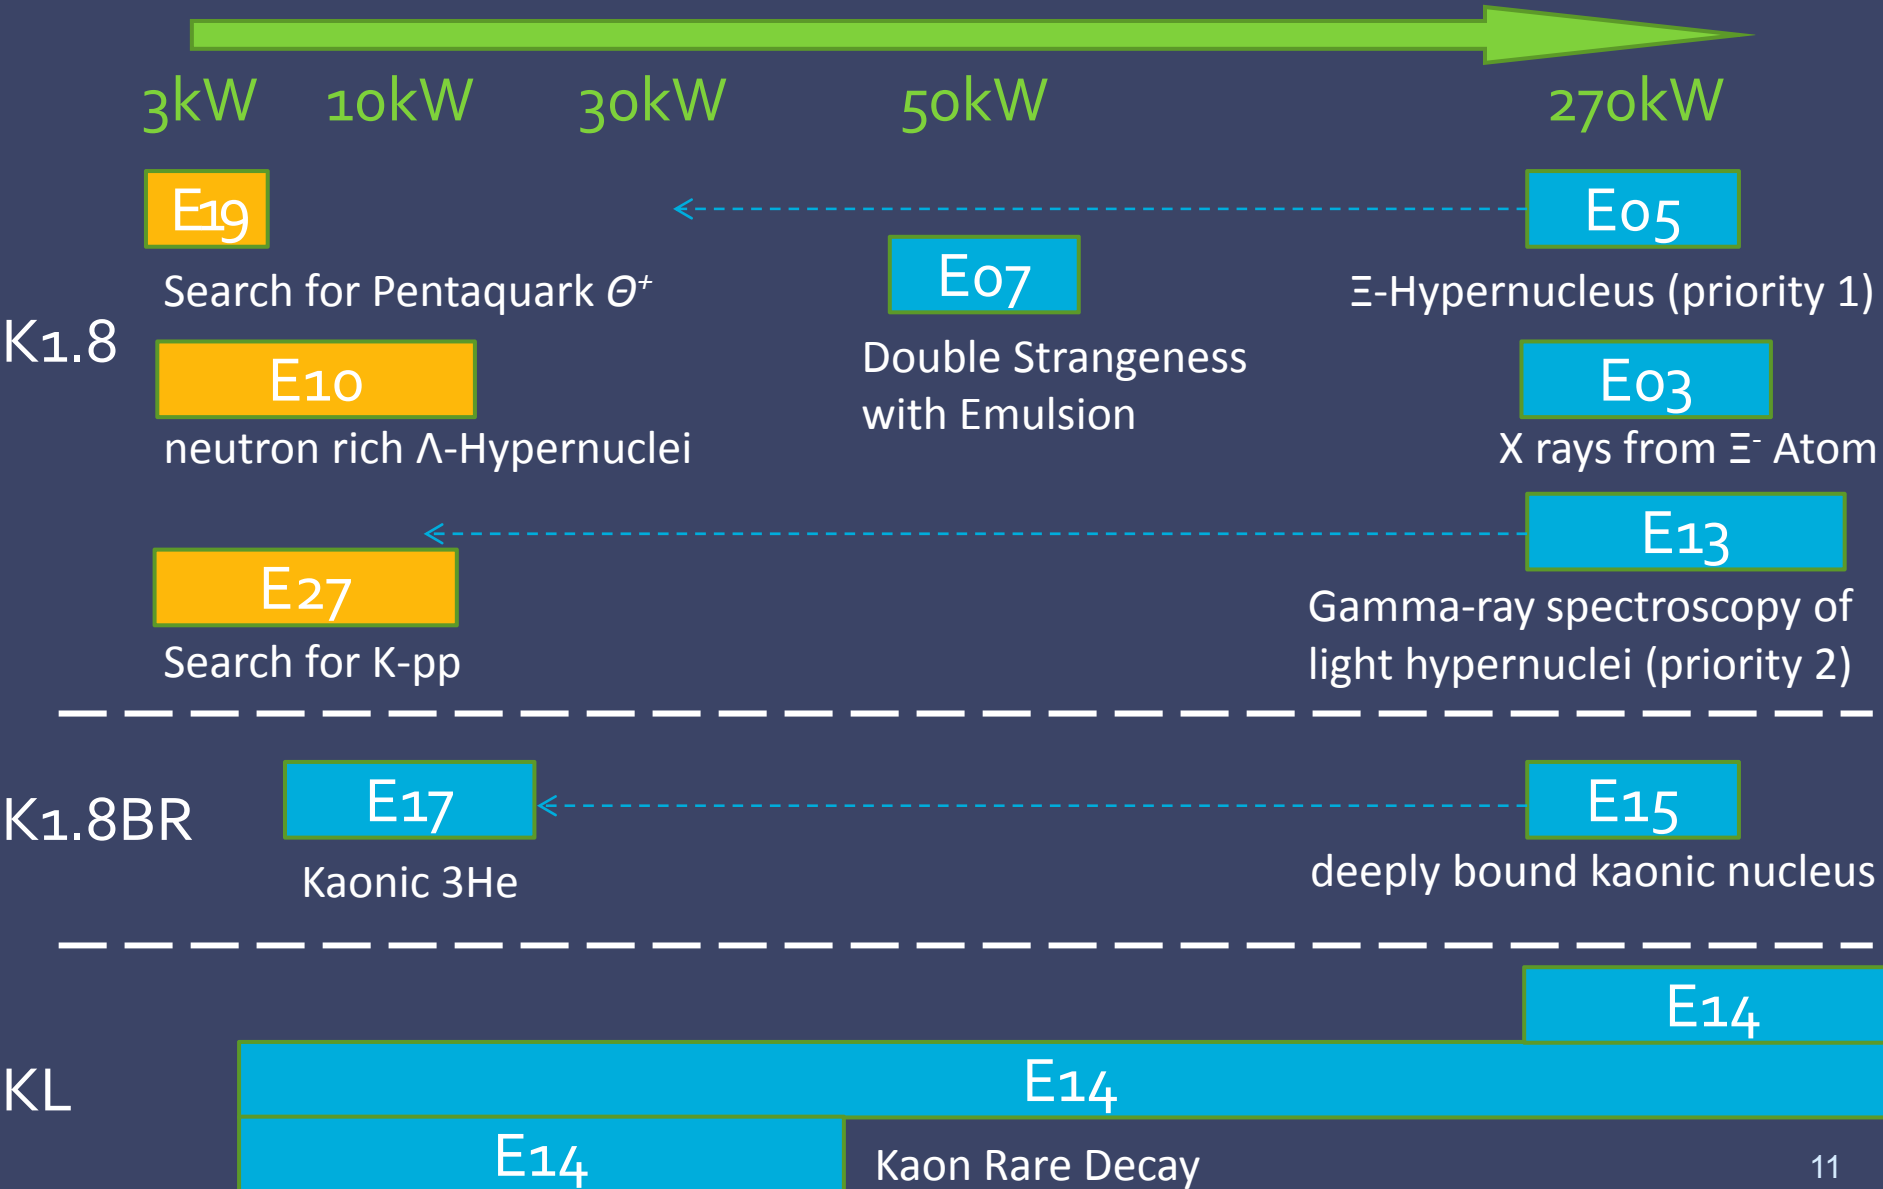 3kW 10kW 30kW 50kW 270kW
K1.8
E19
Search for Pentaquark Θ⁺
E10
neutron rich Λ-Hypernuclei
E27
Search for K-pp
E07
Double Strangeness
with Emulsion
E05
Ξ-Hypernucleus (priority 1)
E03
X rays from Ξ⁻ Atom
E13
Gamma-ray spectroscopy of
light hypernuclei (priority 2)
K1.8BR
E17
Kaonic 3He
E15
deeply bound kaonic nucleus
KL
E14
E14
E14
Kaon Rare Decay
11